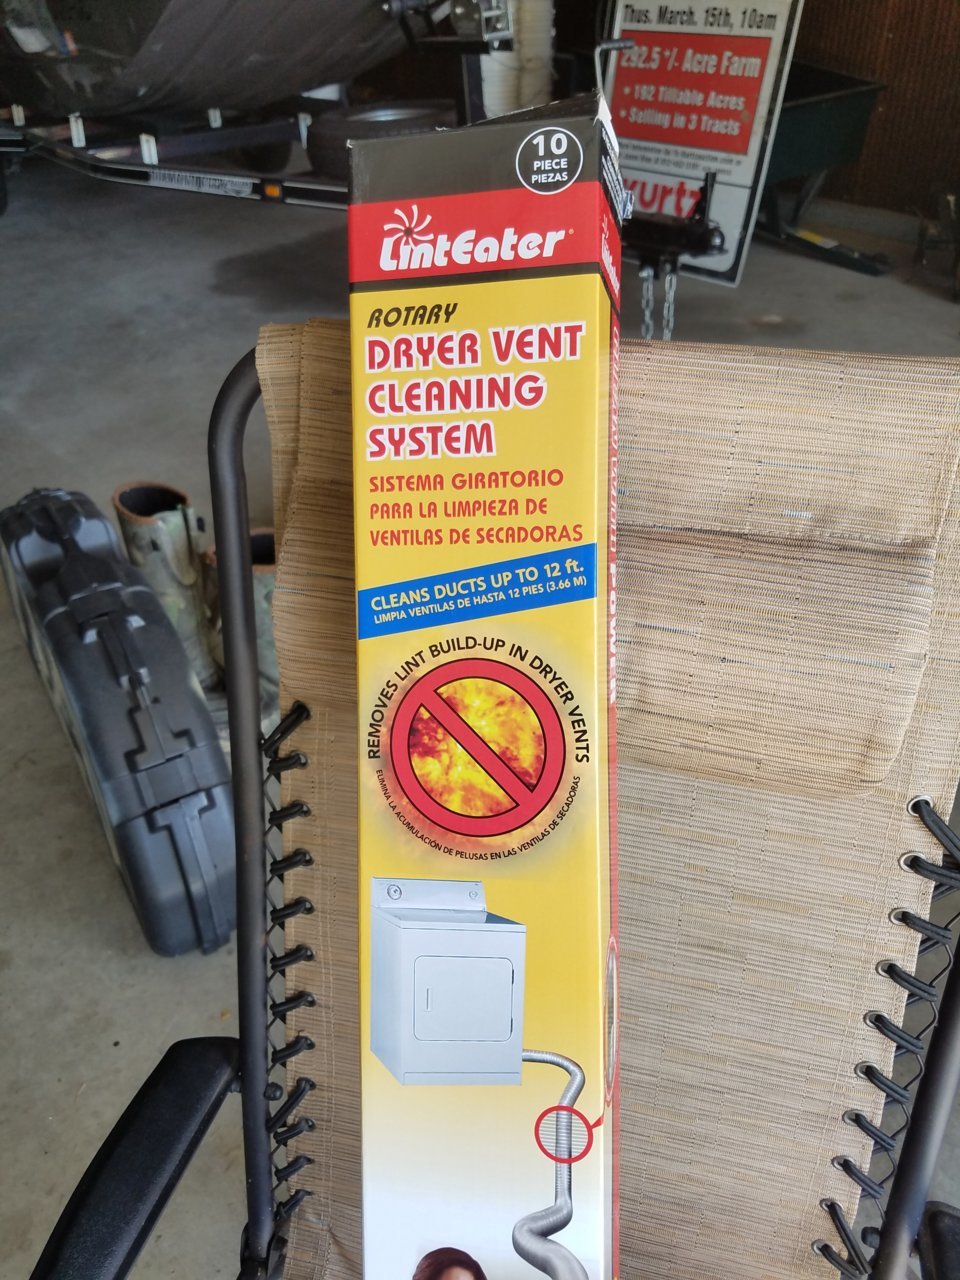 Thus. March. 15th, 10am
292.5 +/- Acre Farm
• 192 Tillable Acres
• Selling in 3 Tracts
Kurtz
10
PIECE
PIEZAS
LintEater®
ROTARY
DRYER VENT
CLEANING
SYSTEM
SISTEMA GIRATORIO
PARA LA LIMPIEZA DE
VENTILAS DE SECADORAS
CLEANS DUCTS UP TO 12 ft.
LIMPIA VENTILAS DE HASTA 12 PIES (3.66 M)
REMOVES LINT BUILD-UP IN DRYER VENTS
ELIMINA LA ACUMULACIÓN DE PELUSAS EN LAS VENTILAS DE SECADORAS
LintEater